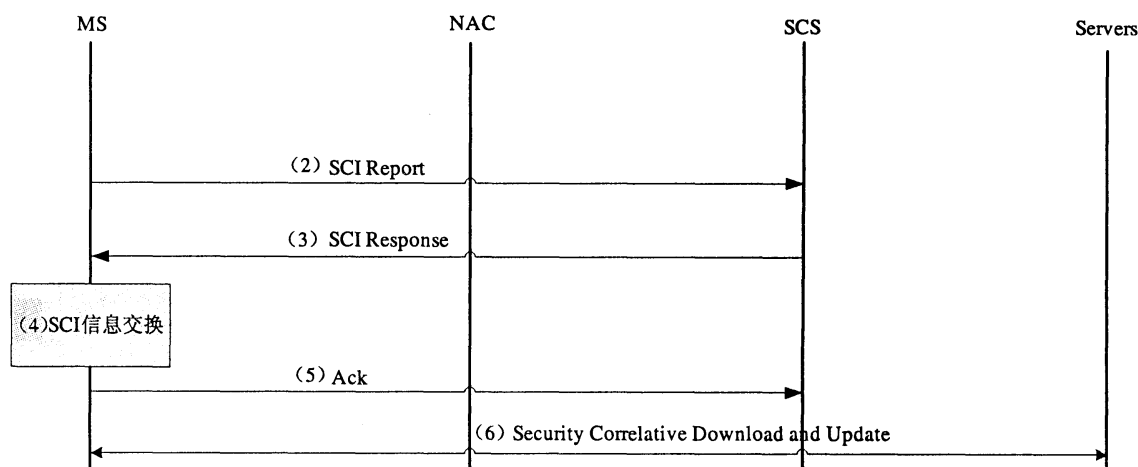 MS
NAC
SCS
Servers
（2）SCI Report
（3）SCI Response
(4)SCI信息交换
（5）Ack
（6）Security Correlative Download and Update